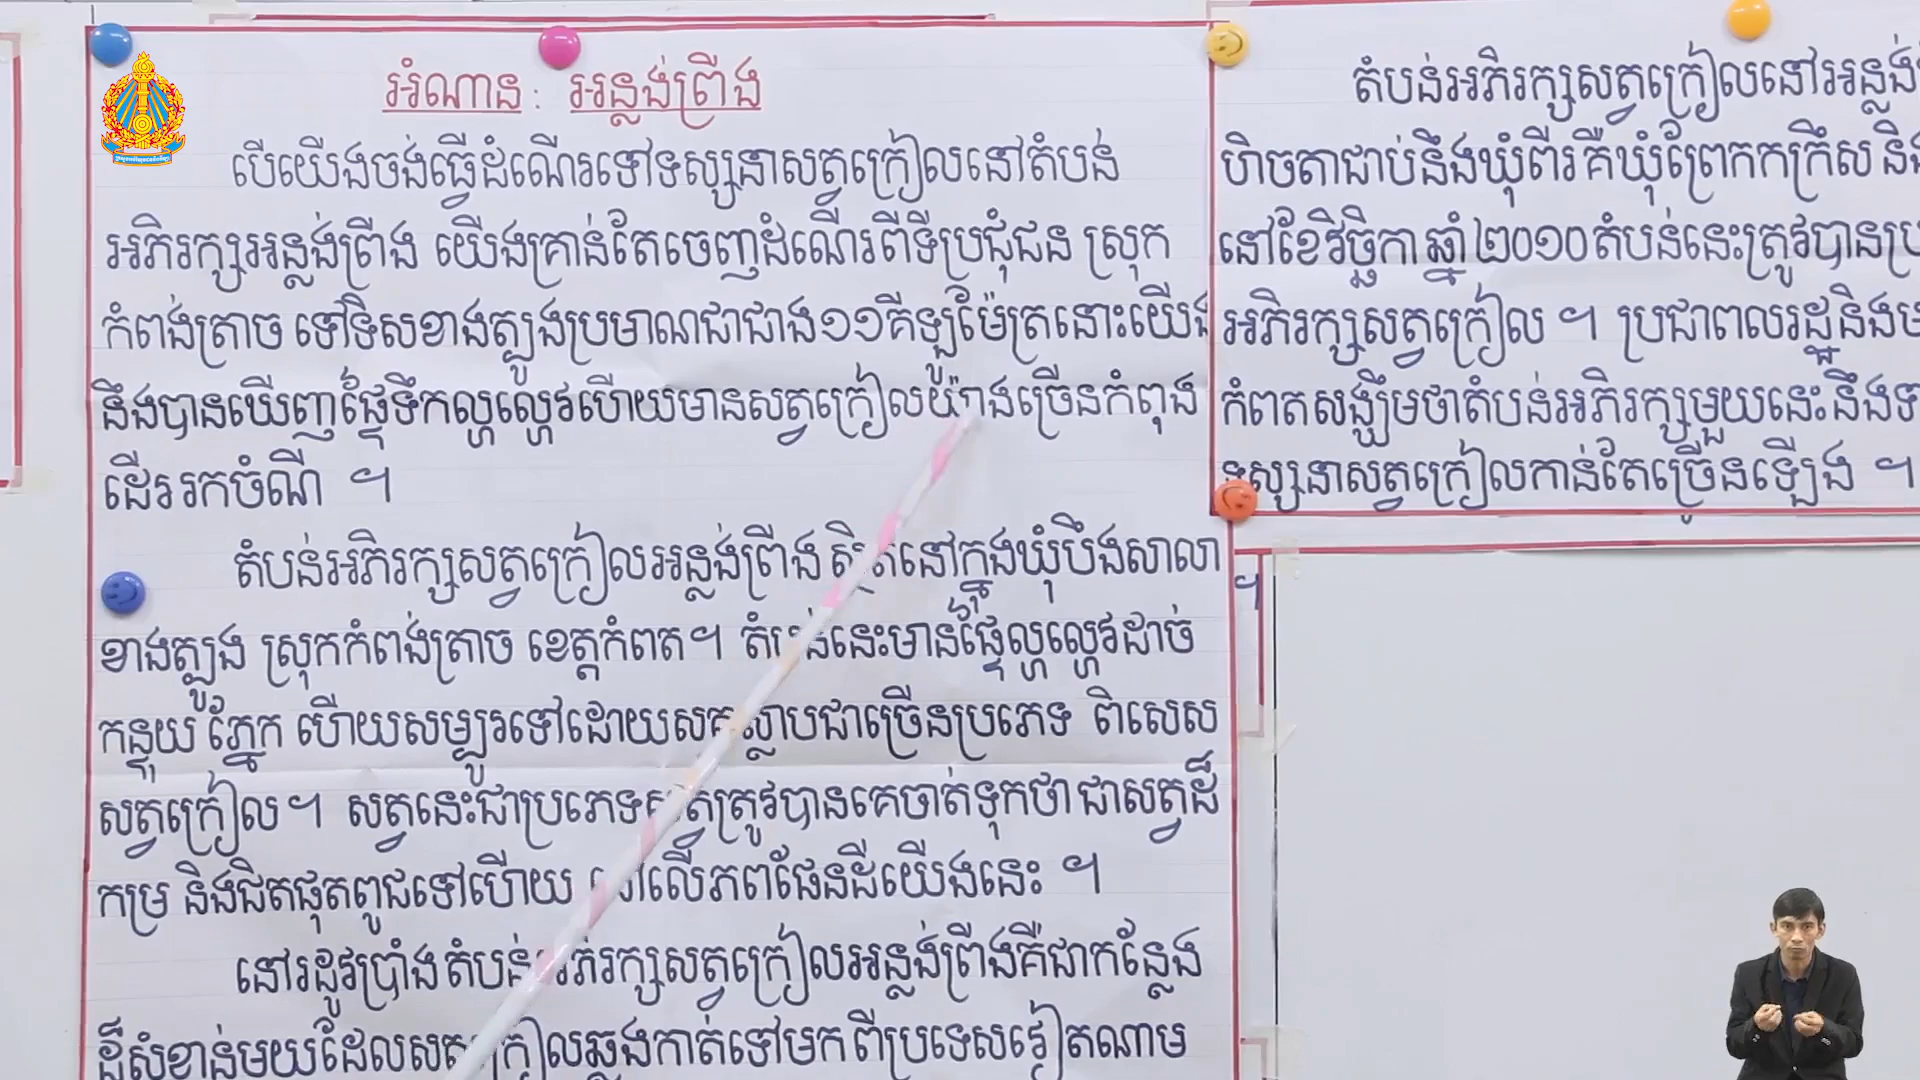 អំណាន : អន្លង់ព្រីង
បើយើងចង់ធ្វើដំណើរទៅទស្សនាសត្វក្រៀលនៅតំបន់
អភិរក្សអន្លង់ព្រីង យើងគ្រាន់តែចេញដំណើរពីទីប្រជុំជន ស្រុក
កំពង់ត្រាច ទៅទិសខាងត្បូងប្រមាណជាជាង១១គីឡូម៉ែត្រនោះយើង
នឹងបានឃើញផ្ទៃទឹកល្ហល្ហេវហើយមានសត្វក្រៀលយ៉ាងច្រើនកំពុង
ដើររកចំណី ។
តំបន់អភិរក្សសត្វក្រៀលអន្លង់ព្រីង ស្ថិតនៅក្នុងឃុំបឹងសាលា
ខាងត្បូង ស្រុកកំពង់ត្រាច ខេត្តកំពត។ តំបន់នេះមានផ្ទៃល្ហល្ហេវដាច់
កន្ទុយ ភ្នែក ហើយសម្បូរទៅដោយសត្វស្លាបជាច្រើនប្រភេទ ពិសេស
សត្វក្រៀល។ សត្វនេះជាប្រភេទសត្វត្រូវបានគេចាត់ទុកថា ជាសត្វដ៏
កម្រ និងជិតផុតពូជទៅហើយ នៅលើភពផែនដីយើងនេះ ។
នៅរដូវប្រាំង តំបន់អភិរក្សសត្វក្រៀលអន្លង់ព្រីងគឺជាកន្លែង
ដ៏សំខាន់មួយដែលសត្វក្រៀលឆ្លងកាត់ទៅមក ពីប្រទេសវៀតណាម
តំបន់អភិរក្សសត្វក្រៀលនៅអន្លង់
ហិចតាជាប់នឹងឃុំពីរ គឺឃុំព្រែកកក្រឹស និង
នៅខែវិច្ឆិកា ឆ្នាំ២០១០តំបន់នេះត្រូវបាន
អភិរក្សសត្វក្រៀល ។ ប្រជាពលរដ្ឋនិង
កំពតសង្ឃឹមថាតំបន់អភិរក្សមួយនេះនឹង
ទស្សនាសត្វក្រៀលកាន់តែច្រើនឡើង ។
។